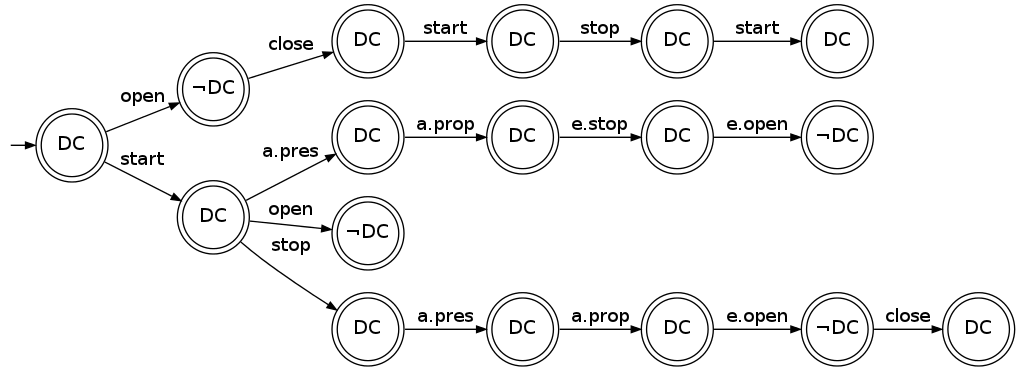 start
stop
start
close
DC
DC
DC
DC
open
¬DC
a.prop
e.stop
e.open
DC
DC
DC
DC
¬DC
start
a.pres
DC
open
¬DC
stop
a.pres
a.prop
e.open
close
DC
DC
DC
¬DC
DC